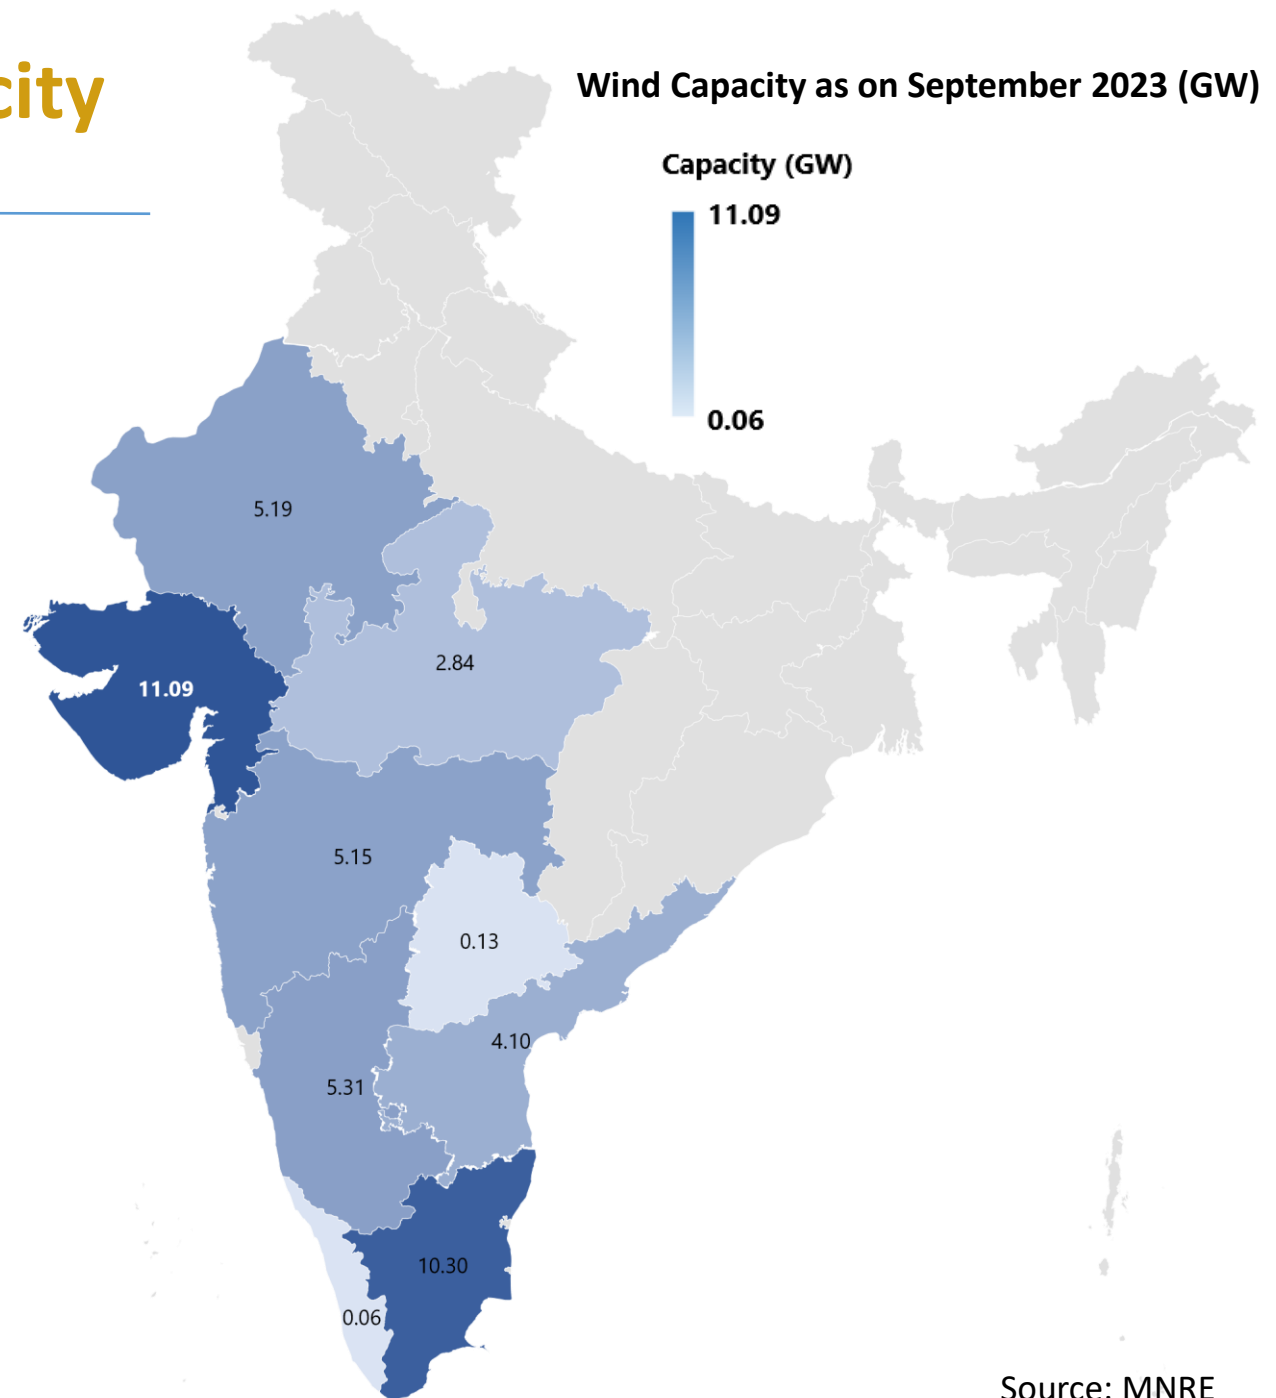 city
Wind Capacity as on September 2023 (GW)
Capacity (GW)
11.09
0.06
5.19
2.84
11.09
5.15
0.13
4.10
5.31
10.30
0.06
Source: MNRE